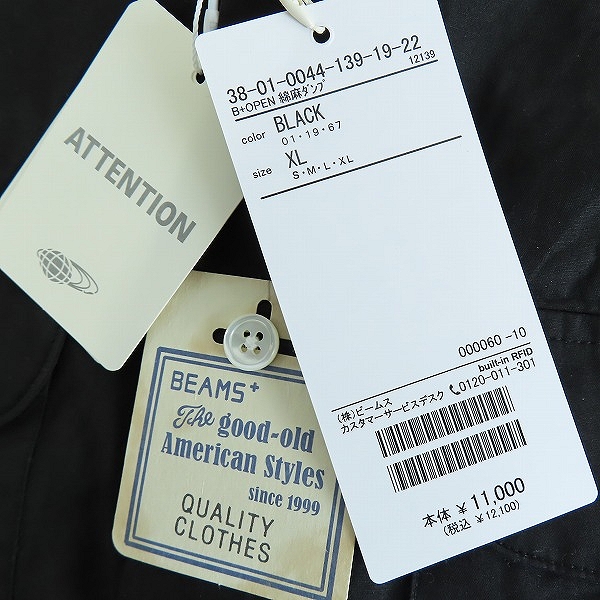 ATTENTION
38-01-0044-139-19-22
B+OPEN 綿麻ダンプ
12139
color BLACK
01・19・67
size XL
S・M・L・XL
000060 -10
built-in RFID
(株)ビームス
カスタマーサービスデスク 0120-011-301
本体 ¥ 11,000
(税込 ¥ 12,100)
BEAMS+
The good-old
American Styles
since 1999
QUALITY
CLOTHES